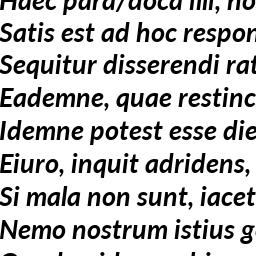 Satis est ad hoc respon
Sequitur disserendi rat
Eademne, quae restinc
Idemne potest esse die
Eiuro, inquit adridens,
Si mala non sunt, iacet
Nemo nostrum istius g